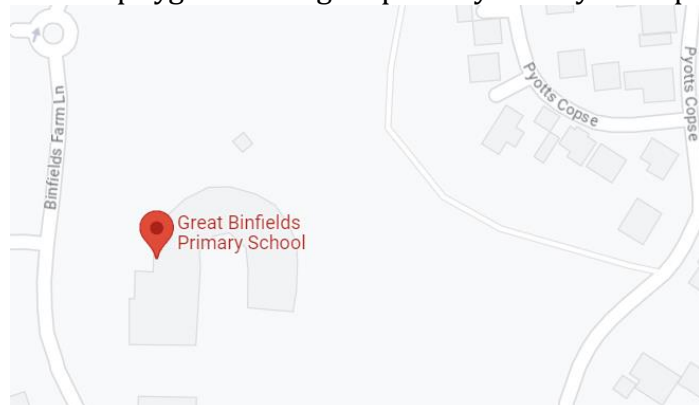 Pyotts Copse
Pyotts Copse
Binfields Farm Ln
Great Binfields
Primary School